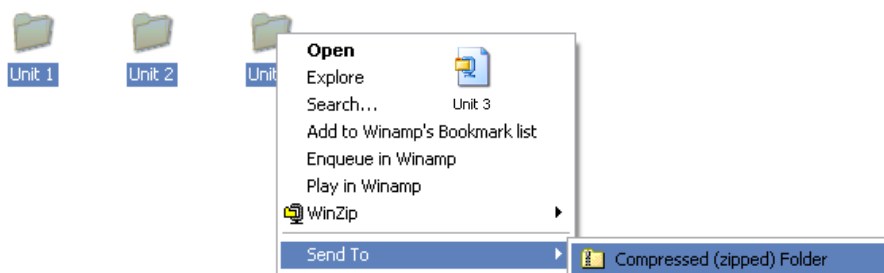 Unit 1
Unit 2
Unit
Open
Explore
Search...
Unit 3
Add to Winamp's Bookmark list
Enqueue in Winamp
Play in Winamp
WinZip
Send To
Compressed (zipped) Folder